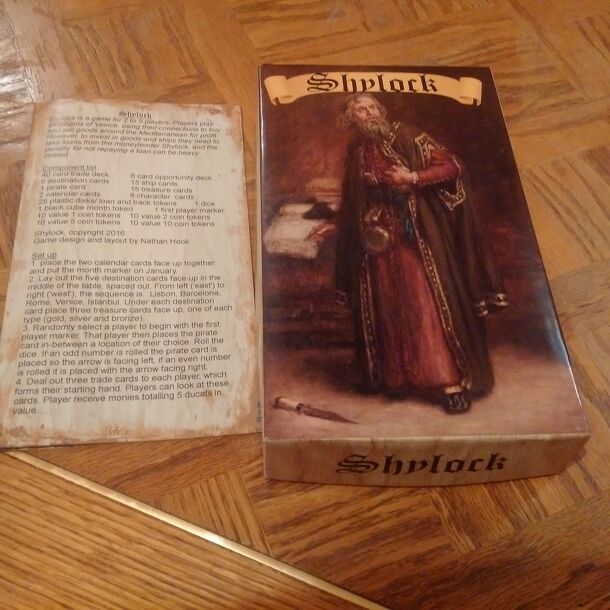 Shylock
Shylock is a game for 2 to 5 players. Players play
merchants of Venice, using their connections to buy
and sell goods around the Mediterranean for profit.
However, to invest in goods and ships they need to
take loans from the moneylender Shylock, and the
penalty for not repaying a loan can be heavy
indeed.
Component list
40 card trade deck 8 card opportunity deck
5 destination cards 15 ship cards
1 pirate card 15 treasure cards
2 calendar cards 8 character cards
25 plastic disks/ loan and track tokens 1 dice
1 black cube month token 1 first player marker
10 value 1 coin tokens 10 value 2 coin tokens
10 value 5 coin tokens 10 value 10 coin tokens
Shylock, copyright 2016
Game design and layout by Nathan Hook
Set up
1. place the two calendar cards face up together
and put the month marker on January.
2. Lay out the five destination cards face up in the
middle of the table, spaced out. From left ('east') to
right ('west'), the sequence is: Lisbon, Barcelona,
Rome, Venice, Istanbul. Under each destination
card place three treasure cards face up, one of each
type (gold, silver and bronze).
3. Randomly select a player to begin with the first
player marker. That player then places the pirate
card in-between a location of their choice. Roll the
dice. If an odd number is rolled the pirate card is
placed so the arrow is facing left, if an even number
is rolled it is placed with the arrow facing right.
4. Deal out three trade cards to each player, which
forms their starting hand. Players can look at these
cards. Player receive monies totalling 5 ducats in
value.
Shylock
Shylock